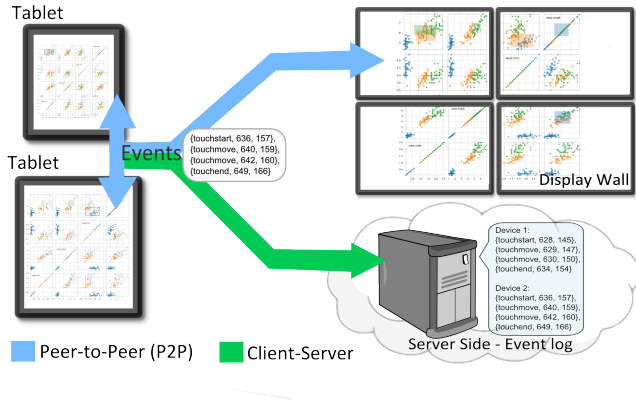 Tablet
Tablet
Events
{touchstart, 636, 157},
{touchmove, 640, 159},
{touchmove, 642, 160},
{touchend, 649, 166}
Display Wall
Device 1:
{touchstart, 628, 145},
{touchmove, 629, 147},
{touchmove, 630, 150},
{touchend, 634, 154}
Device 2:
{touchstart, 636, 157},
{touchmove, 640, 159},
{touchmove, 642, 160},
{touchend, 649, 166}
Server Side - Event log
Peer-to-Peer (P2P)
Client-Server